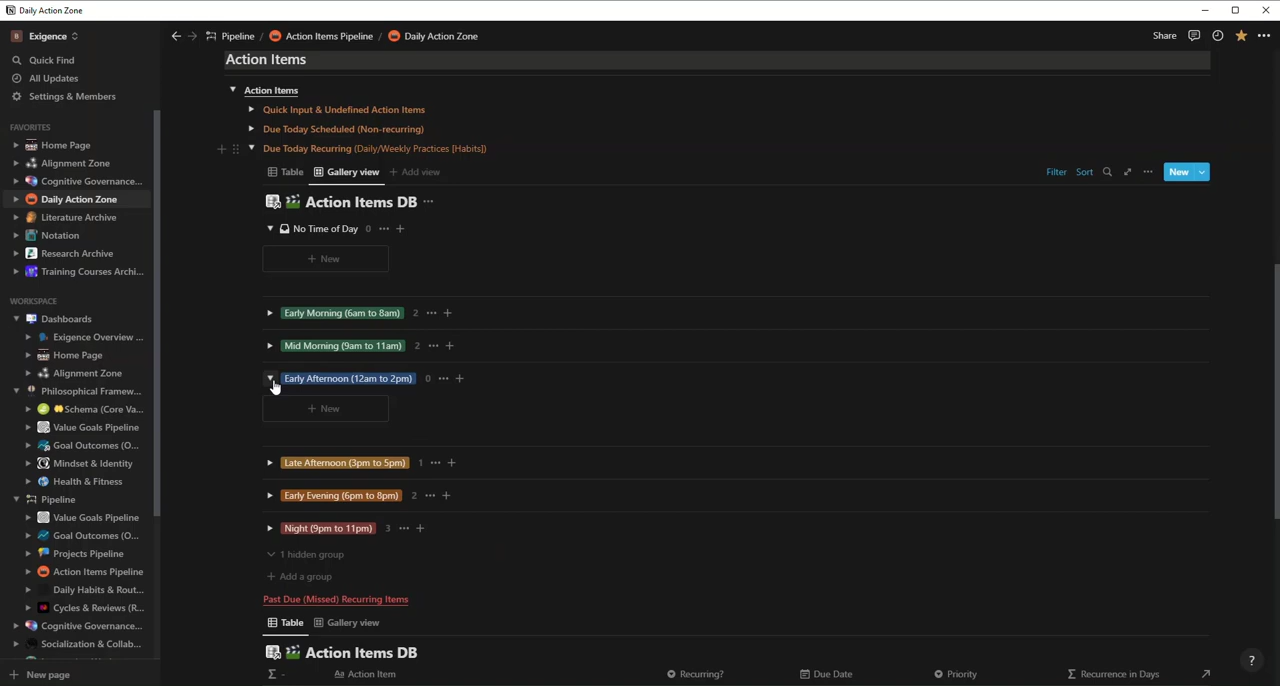 Daily Action Zone
B Exigence
Pipeline / Action Items Pipeline / Daily Action Zone
Share
Quick Find
All Updates
Settings & Members
FAVORITES
Home Page
Alignment Zone
Cognitive Governance...
Daily Action Zone
Literature Archive
Notation
Research Archive
Training Courses Archi...
WORKSPACE
Dashboards
Exigence Overview ...
Home Page
Alignment Zone
Philosophical Framew...
Schema (Core Va...
Value Goals Pipeline
Goal Outcomes (O...
Mindset & Identity
Health & Fitness
Pipeline
Value Goals Pipeline
Goal Outcomes (O...
Projects Pipeline
Action Items Pipeline
Daily Habits & Rout...
Cycles & Reviews (R...
Cognitive Governance...
Socialization & Collab...
+ New page
Action Items
Action Items
Quick Input & Undefined Action Items
Due Today Scheduled (Non-recurring)
Due Today Recurring (Daily/Weekly Practices [Habits])
Table Gallery view + Add view
Filter Sort New
Action Items DB ...
No Time of Day 0 ... +
+ New
Early Morning (6am to 8am) 2 ... +
Mid Morning (9am to 11am) 2 ... +
Early Afternoon (12am to 2pm) 0 ... +
+ New
Late Afternoon (3pm to 5pm) 1 ... +
Early Evening (6pm to 8pm) 2 ... +
Night (9pm to 11pm) 3 ... +
1 hidden group
+ Add a group
Past Due (Missed) Recurring Items
Table Gallery view
Action Items DB
Σ - Aa Action Item Recurring? Due Date Priority Σ Recurrence in Days
?